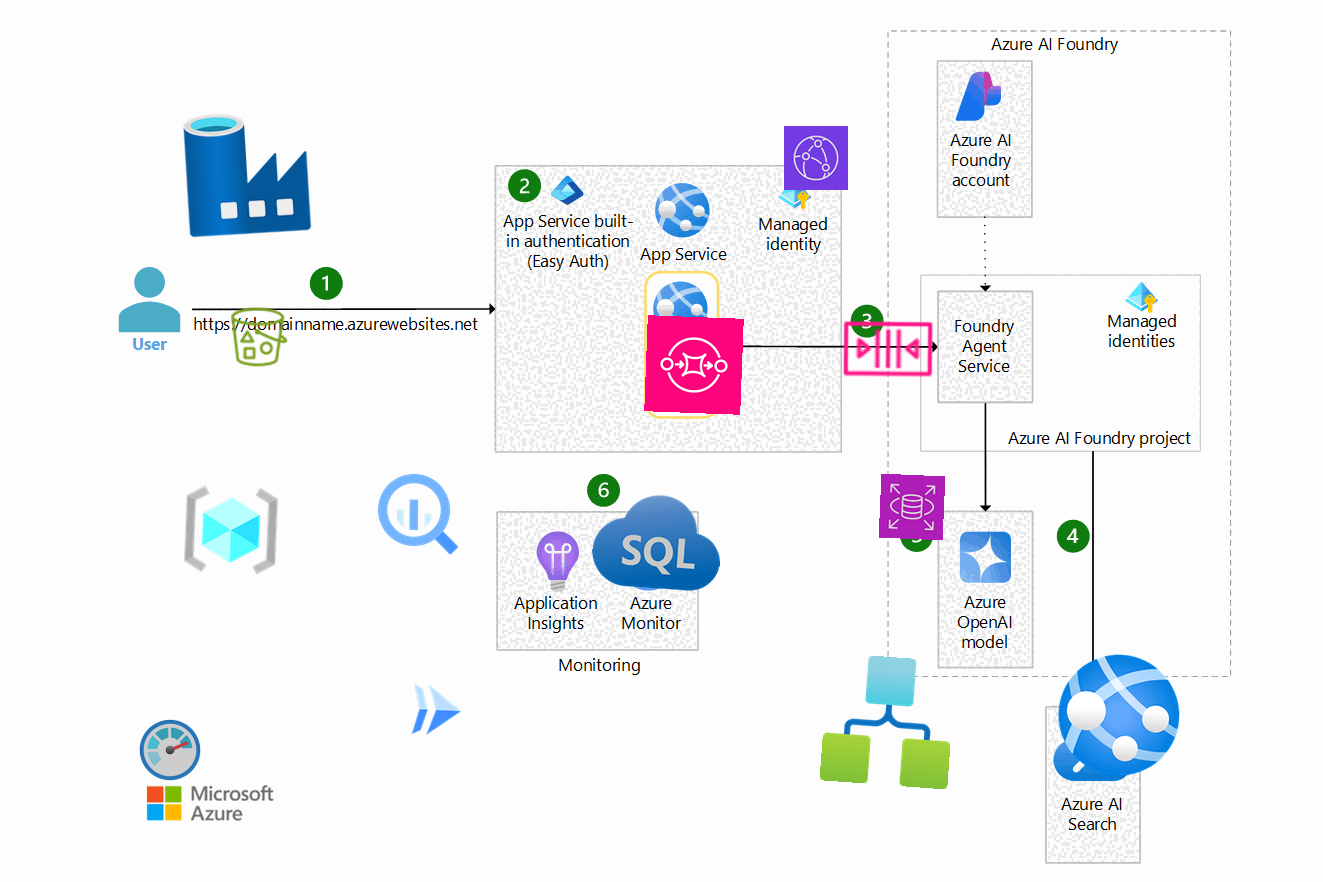 Azure AI Foundry
Azure AI
Foundry
account
2
App Service built-
in authentication
(Easy Auth)
App Service
Managed
identity
1
https://domainname.azurewebsites.net
User
3
Foundry
Agent
Service
Managed
identities
Azure AI Foundry project
6
SQL
Application
Insights
Azure
Monitor
Monitoring
4
Azure
OpenAI
model
Microsoft
Azure
Azure AI
Search